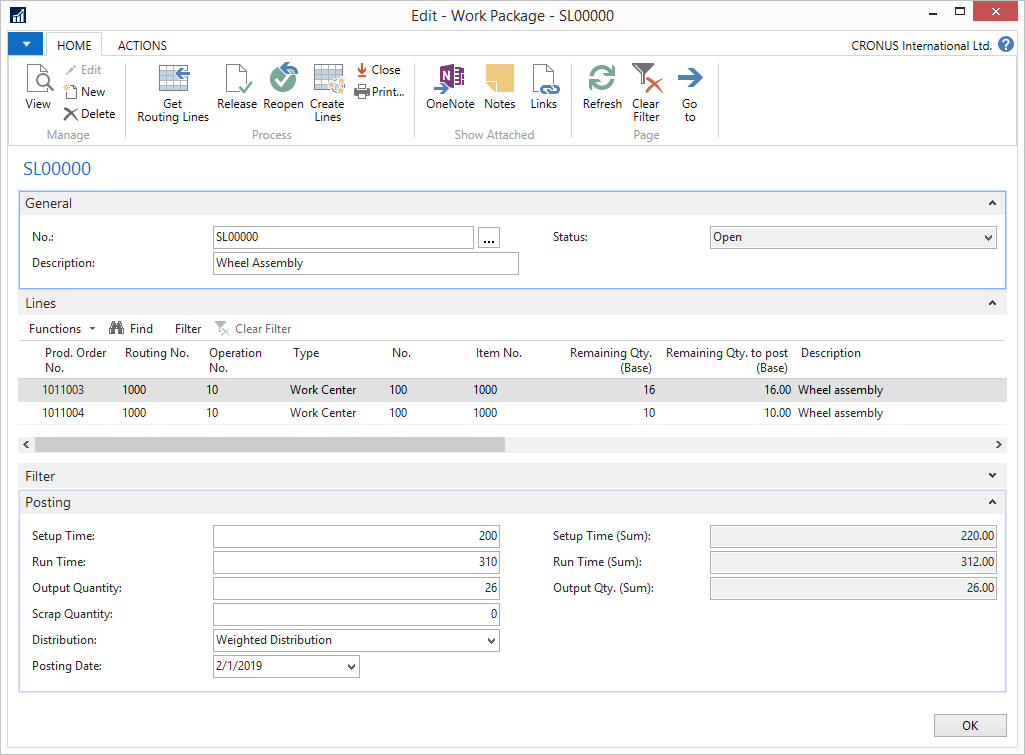 Edit - Work Package - SL00000
HOME ACTIONS CRONUS International Ltd. ?
View
Edit
New
Delete
Manage
Get Routing Lines
Release
Reopen
Create Lines
Close
Print...
Process
OneNote
Notes
Links
Show Attached
Refresh
Clear Filter
Go to
Page
SL00000
General
No.: SL00000 ... Status: Open
Description: Wheel Assembly
Lines
Functions Find Filter Clear Filter
Prod. Order No. Routing No. Operation No. Type No. Item No. Remaining Qty. (Base) Remaining Qty. to post (Base) Description
1011003 1000 10 Work Center 100 1000 16 16.00 Wheel assembly
1011004 1000 10 Work Center 100 1000 10 10.00 Wheel assembly
Filter
Posting
Setup Time: 200 Setup Time (Sum): 220.00
Run Time: 310 Run Time (Sum): 312.00
Output Quantity: 26 Output Qty. (Sum): 26.00
Scrap Quantity: 0
Distribution: Weighted Distribution
Posting Date: 2/1/2019
OK